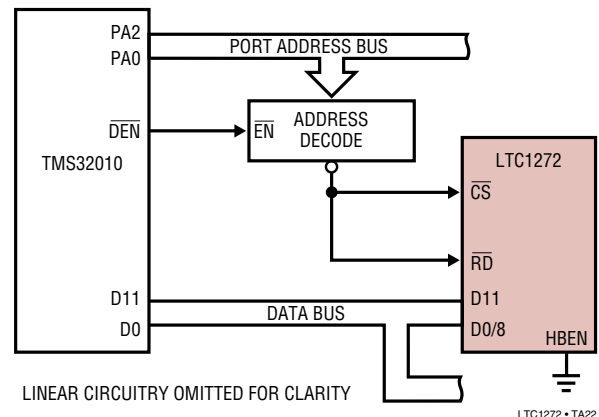 PA2
PORT ADDRESS BUS
PA0
ADDRESS
DECODE
DEN
EN
TMS32010
LTC1272
CS
RD
D11
D11
DATA BUS
D0
D0/8
HBEN
LINEAR CIRCUITRY OMITTED FOR CLARITY
LTC1272 • TA22